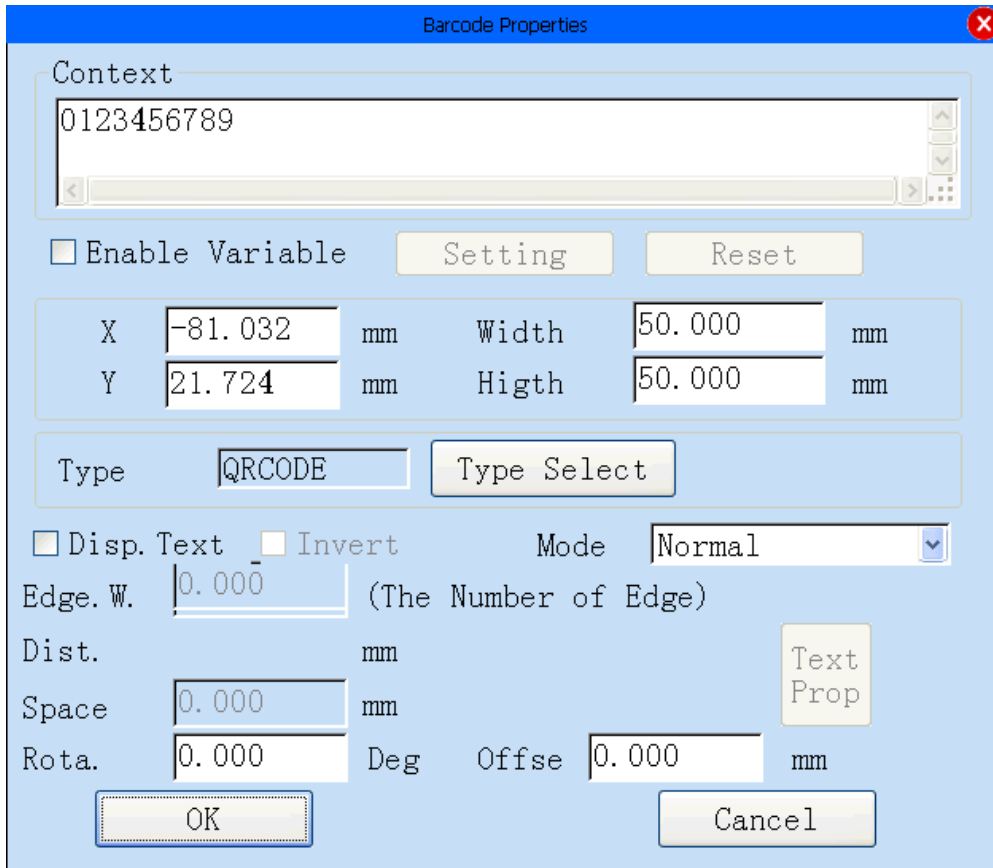 Barcode Properties
Context
0123456789
Enable Variable Setting Reset
X -81.032 mm Width 50.000 mm
Y 21.724 mm Higth 50.000 mm
Type QRCODE Type Select
Disp. Text Invert Mode Normal
Edge. W. 0.000 (The Number of Edge)
Dist. mm
Text
Prop
Space 0.000 mm
Rota. 0.000 Deg Offse 0.000 mm
OK Cancel